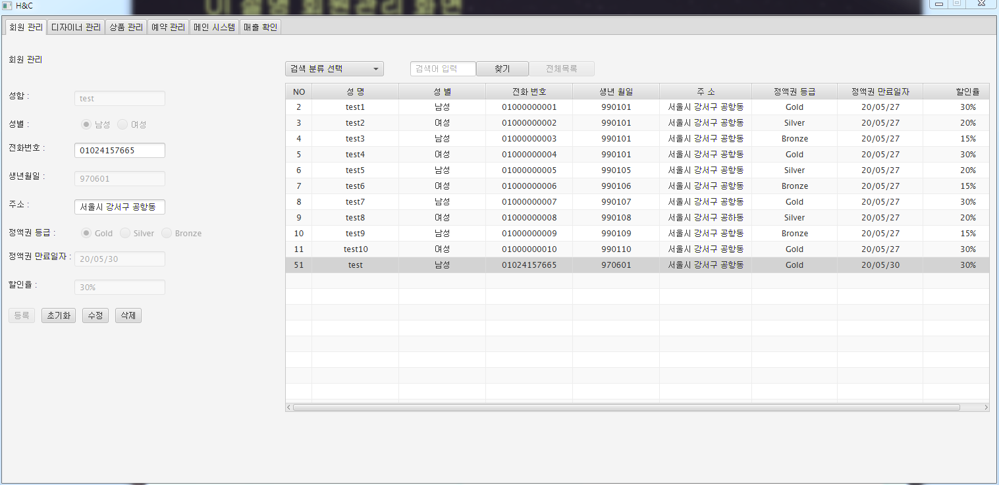 H&C
회원 관리 디자이너 관리 상품 관리 예약 관리 메인 시스템 매출 확인
회원 관리
검색 분류 선택 검색어 입력 찾기 전체목록
성함 : test
성별 : 남성 여성
전화번호 : 01024157665
생년월일 : 970601
주소 : 서울시 강서구 공항동
정액권 등급 : Gold Silver Bronze
정액권 만료일자 : 20/05/30
할인율 : 30%
등록 초기화 수정 삭제
NO 성 명 성 별 전화 번호 생년 월일 주 소 정액권 등급 정액권 만료일자 할인율
2 test1 남성 01000000001 990101 서울시 강서구 공항동 Gold 20/05/27 30%
3 test2 여성 01000000002 990101 서울시 강서구 공항동 Silver 20/05/27 20%
4 test3 남성 01000000003 990101 서울시 강서구 공항동 Bronze 20/05/27 15%
5 test4 여성 01000000004 990101 서울시 강서구 공항동 Gold 20/05/27 30%
6 test5 남성 01000000005 990105 서울시 강서구 공항동 Silver 20/05/27 20%
7 test6 여성 01000000006 990106 서울시 강서구 공항동 Bronze 20/05/27 15%
8 test7 남성 01000000007 990107 서울시 강서구 공항동 Gold 20/05/27 30%
9 test8 여성 01000000008 990108 서울시 강서구 공하동 Silver 20/05/27 20%
10 test9 남성 01000000009 990109 서울시 강서구 공항동 Bronze 20/05/27 15%
11 test10 여성 01000000010 990110 서울시 강서구 공항동 Gold 20/05/27 30%
51 test 남성 01024157665 970601 서울시 강서구 공항동 Gold 20/05/30 30%